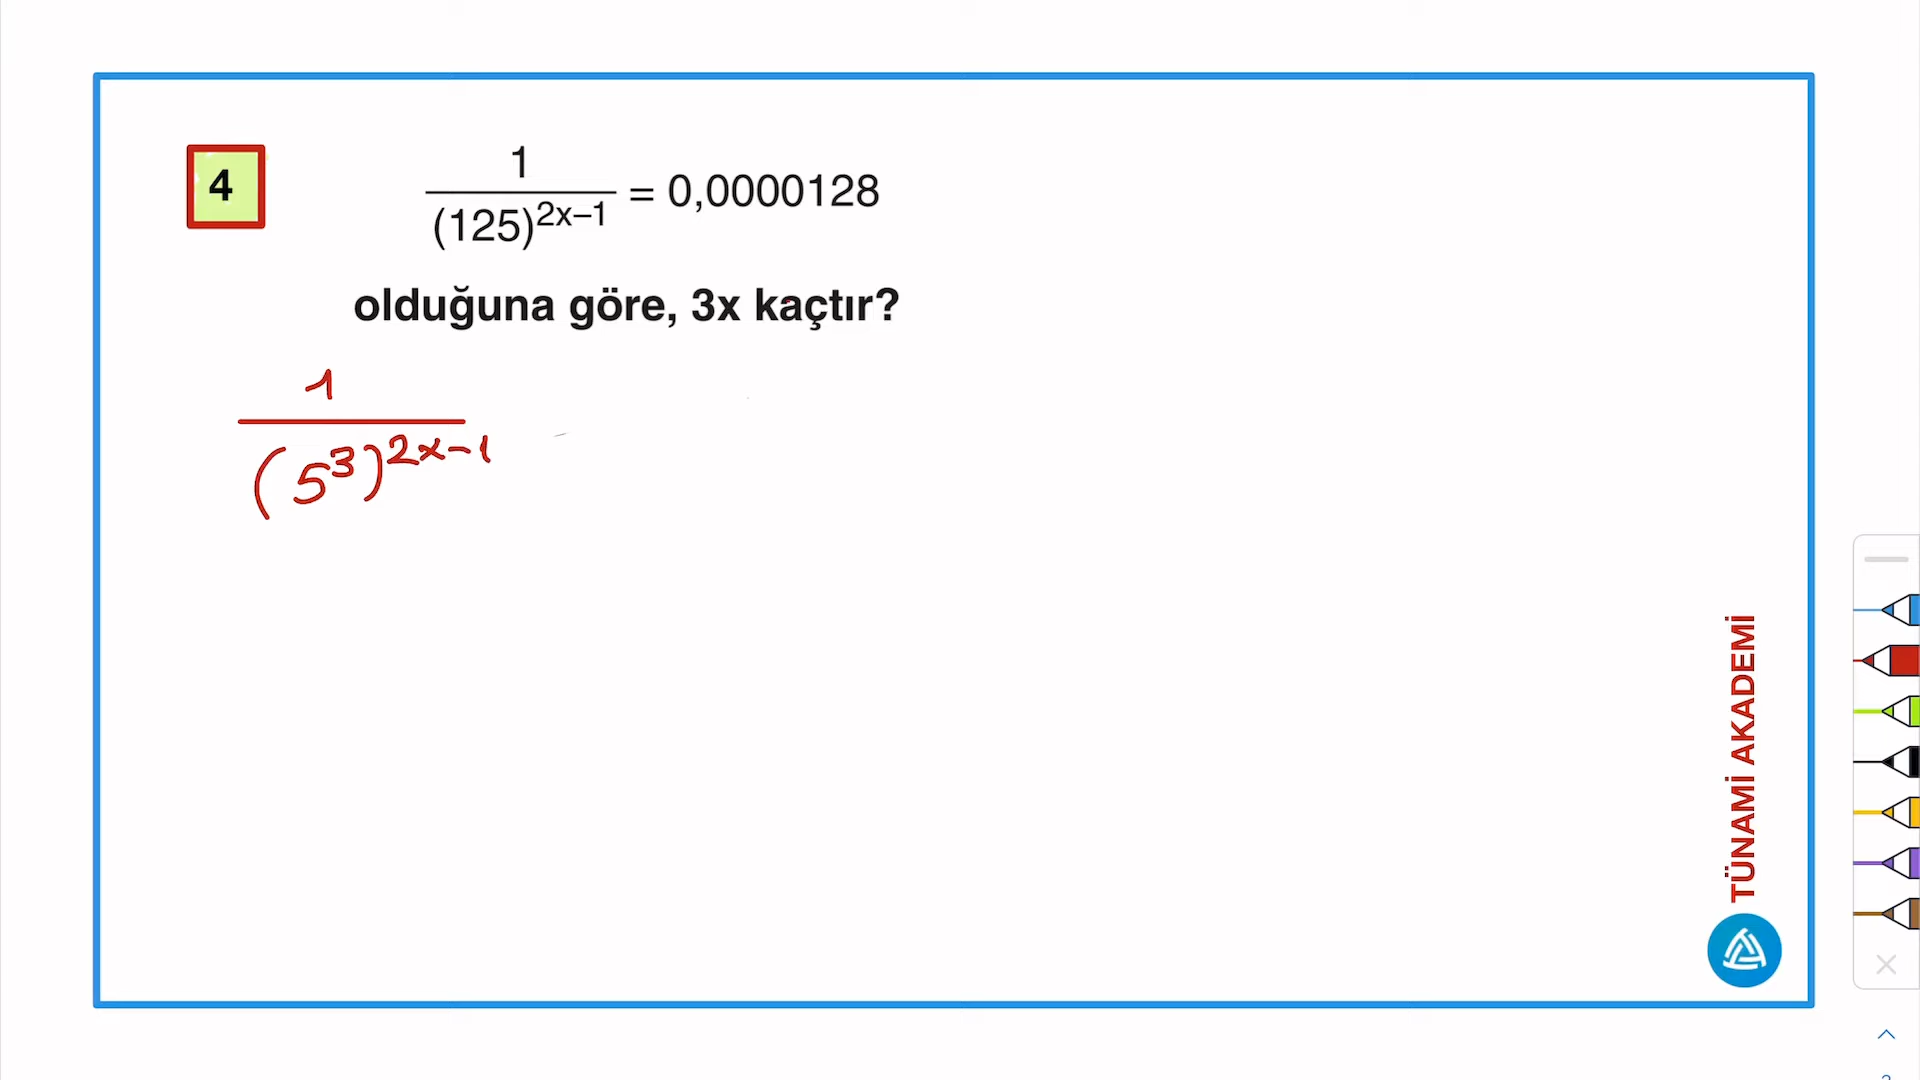 4
1
(125)^2x–1 = 0,0000128
olduğuna göre, 3x kaçtır?
1
(5^3)^2x-1
TÜNAMİ AKADEMİ